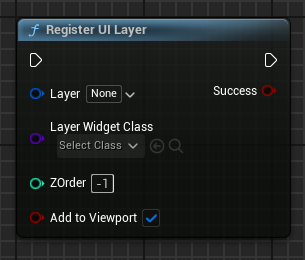 f Register UI Layer
Layer None
Success
Layer Widget Class
Select Class
ZOrder -1
Add to Viewport